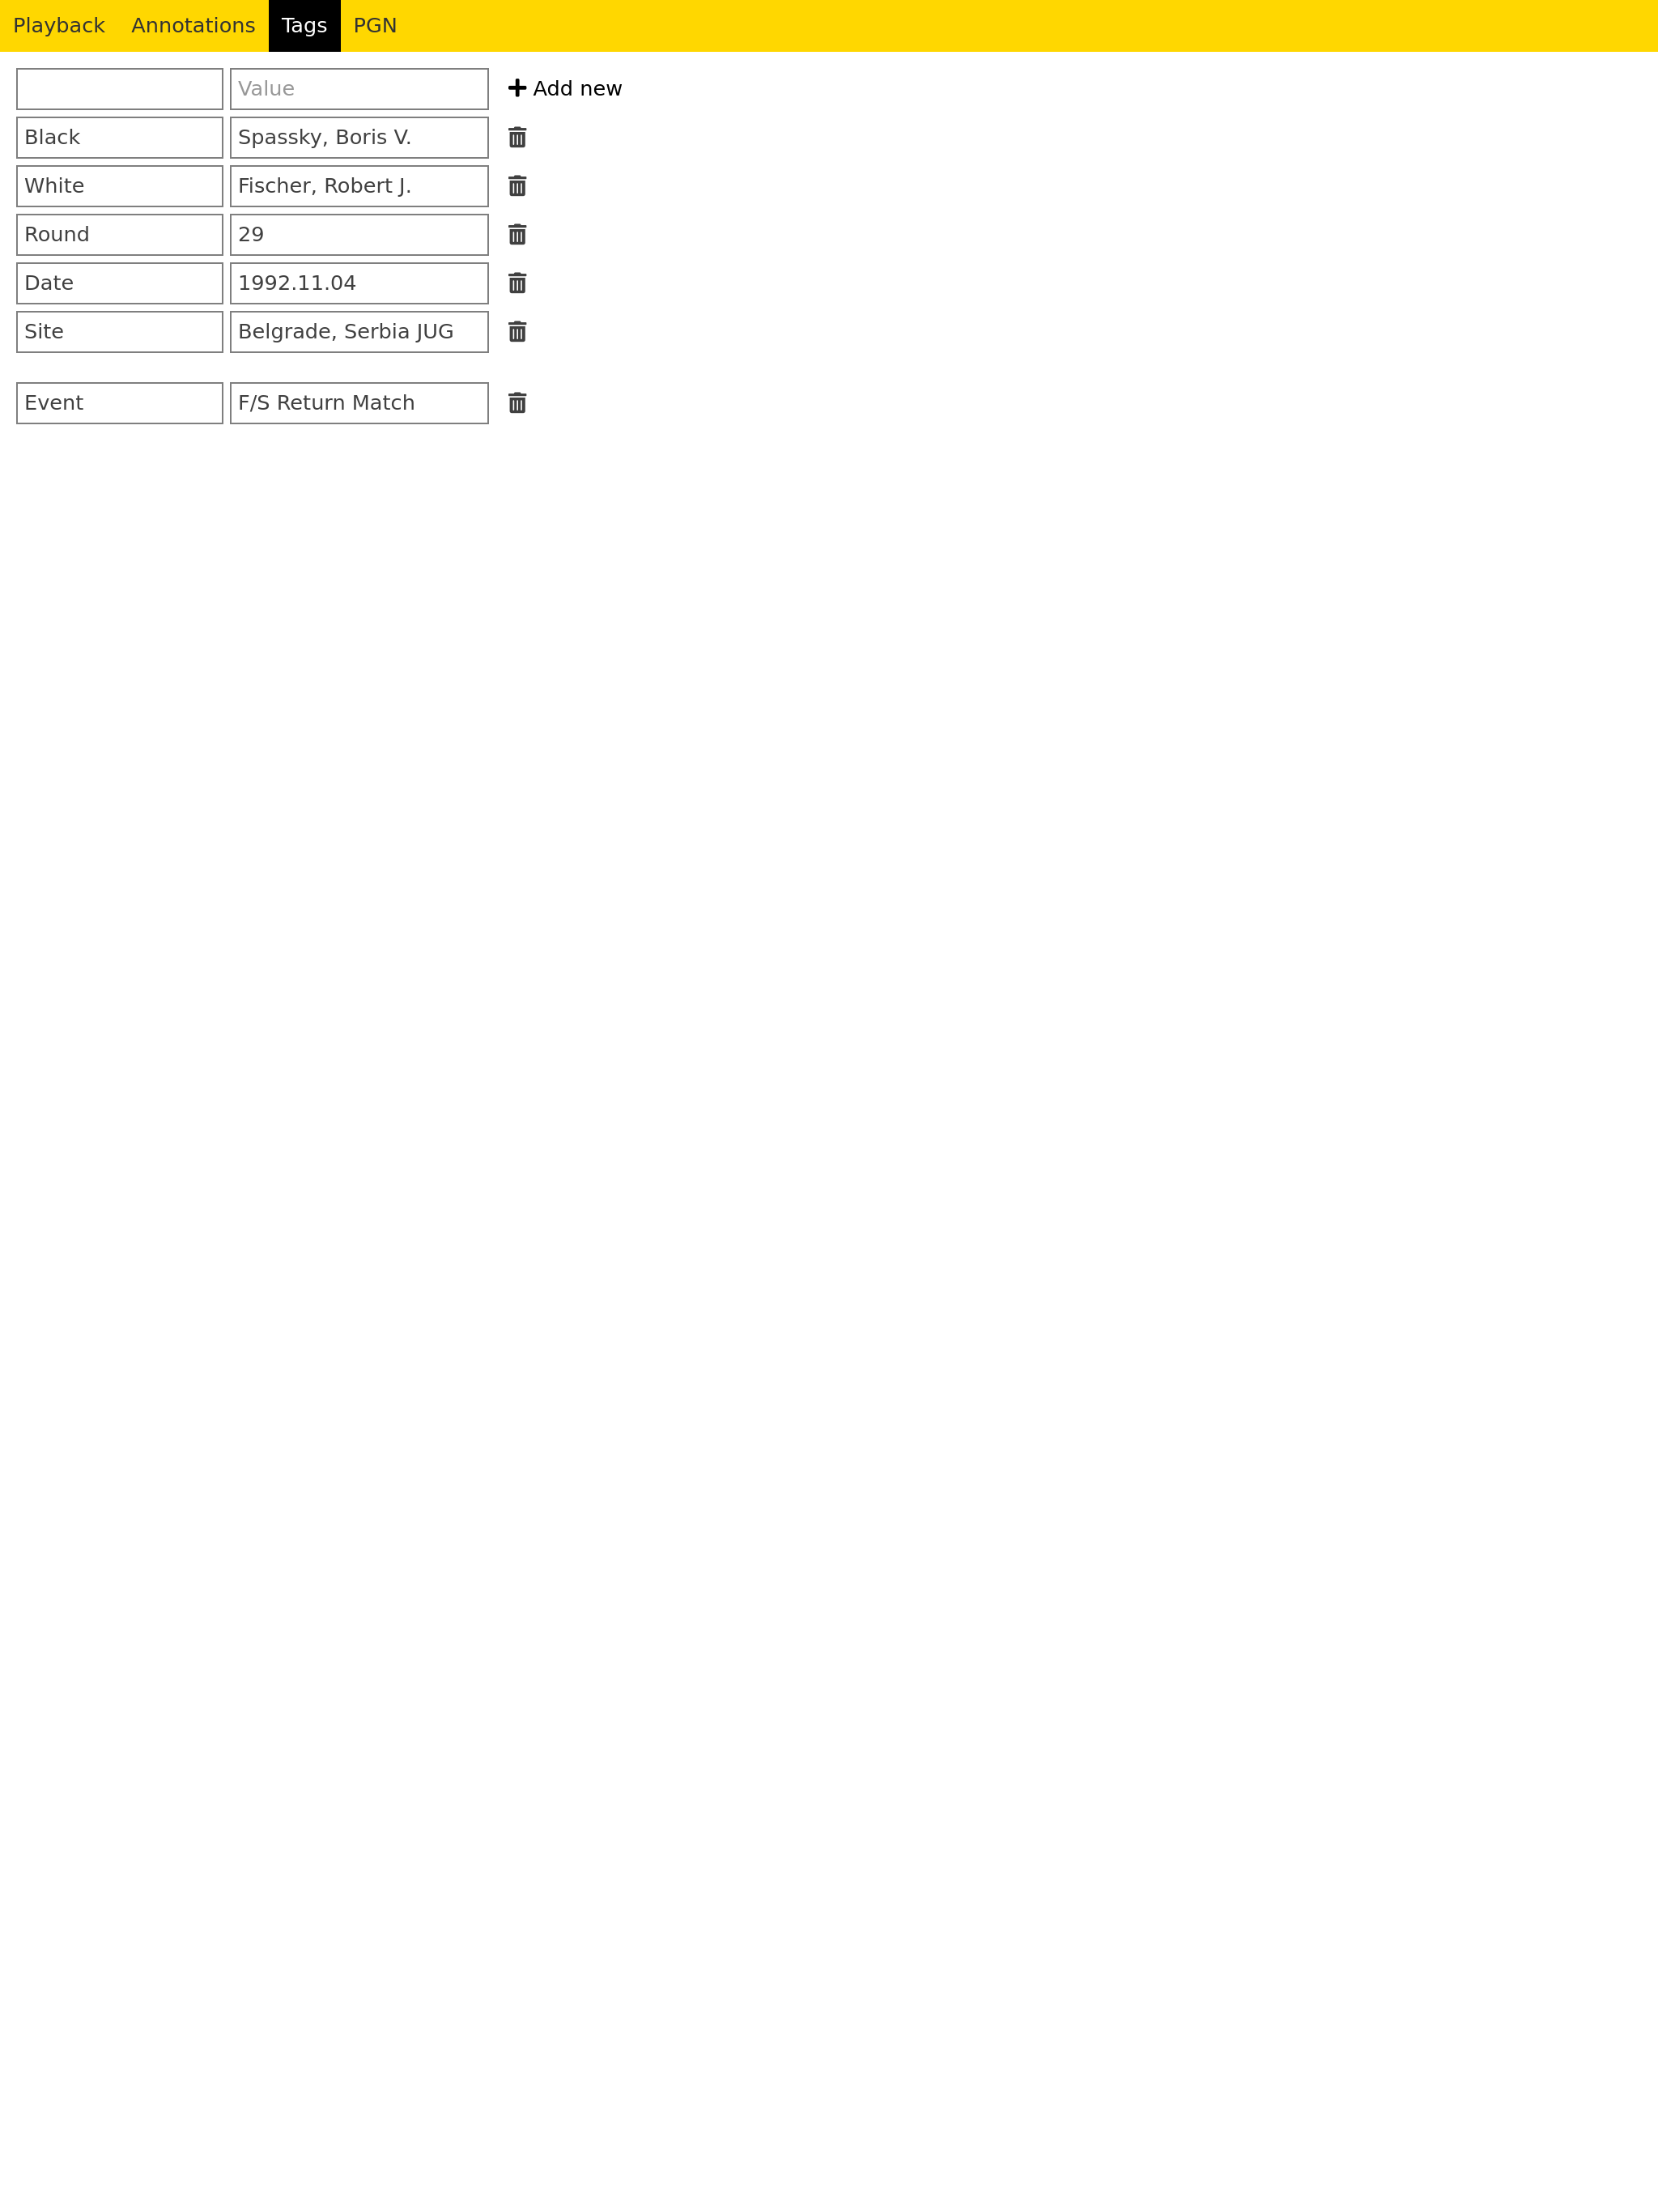 Playback Annotations Tags PGN
Value Add new
Black Spassky, Boris V.
White Fischer, Robert J.
Round 29
Date 1992.11.04
Site Belgrade, Serbia JUG
Event F/S Return Match